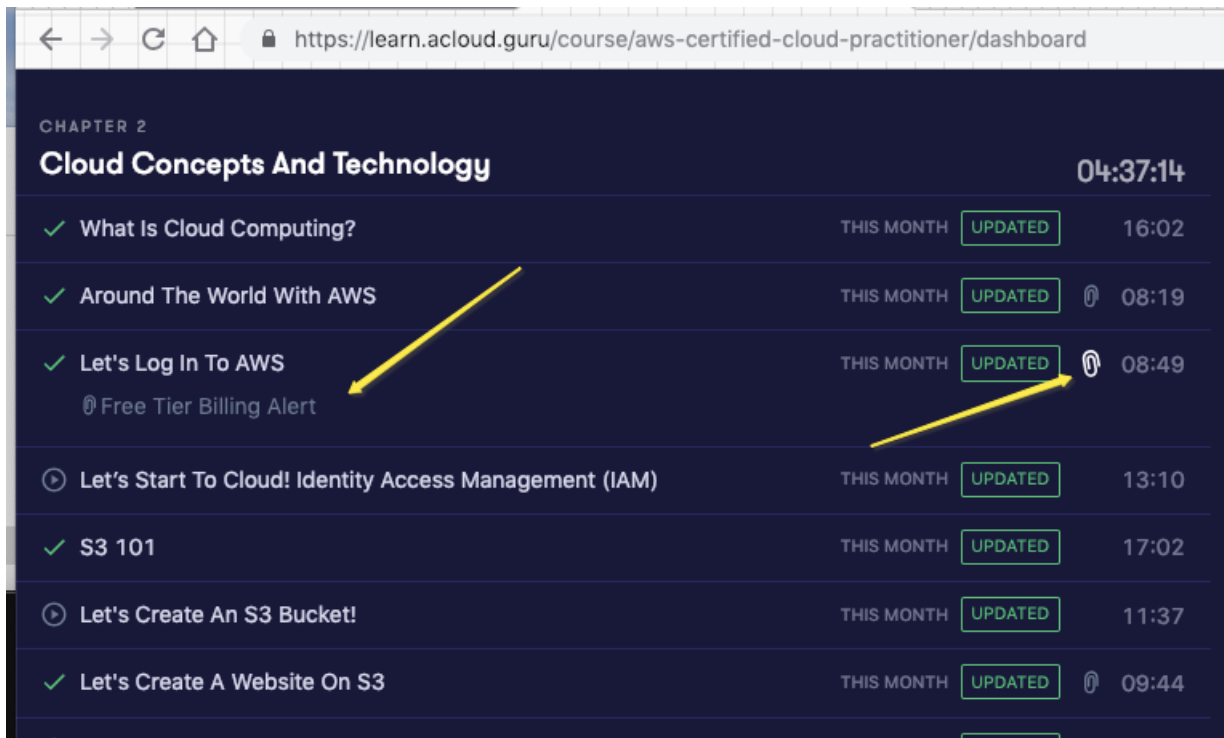 https://learn.acloud.guru/course/aws-certified-cloud-practitioner/dashboard
CHAPTER 2
Cloud Concepts And Technology 04:37:14
What Is Cloud Computing? THIS MONTH UPDATED 16:02
Around The World With AWS THIS MONTH UPDATED 08:19
Let's Log In To AWS THIS MONTH UPDATED 08:49
Free Tier Billing Alert
Let’s Start To Cloud! Identity Access Management (IAM) THIS MONTH UPDATED 13:10
S3 101 THIS MONTH UPDATED 17:02
Let's Create An S3 Bucket! THIS MONTH UPDATED 11:37
Let's Create A Website On S3 THIS MONTH UPDATED 09:44